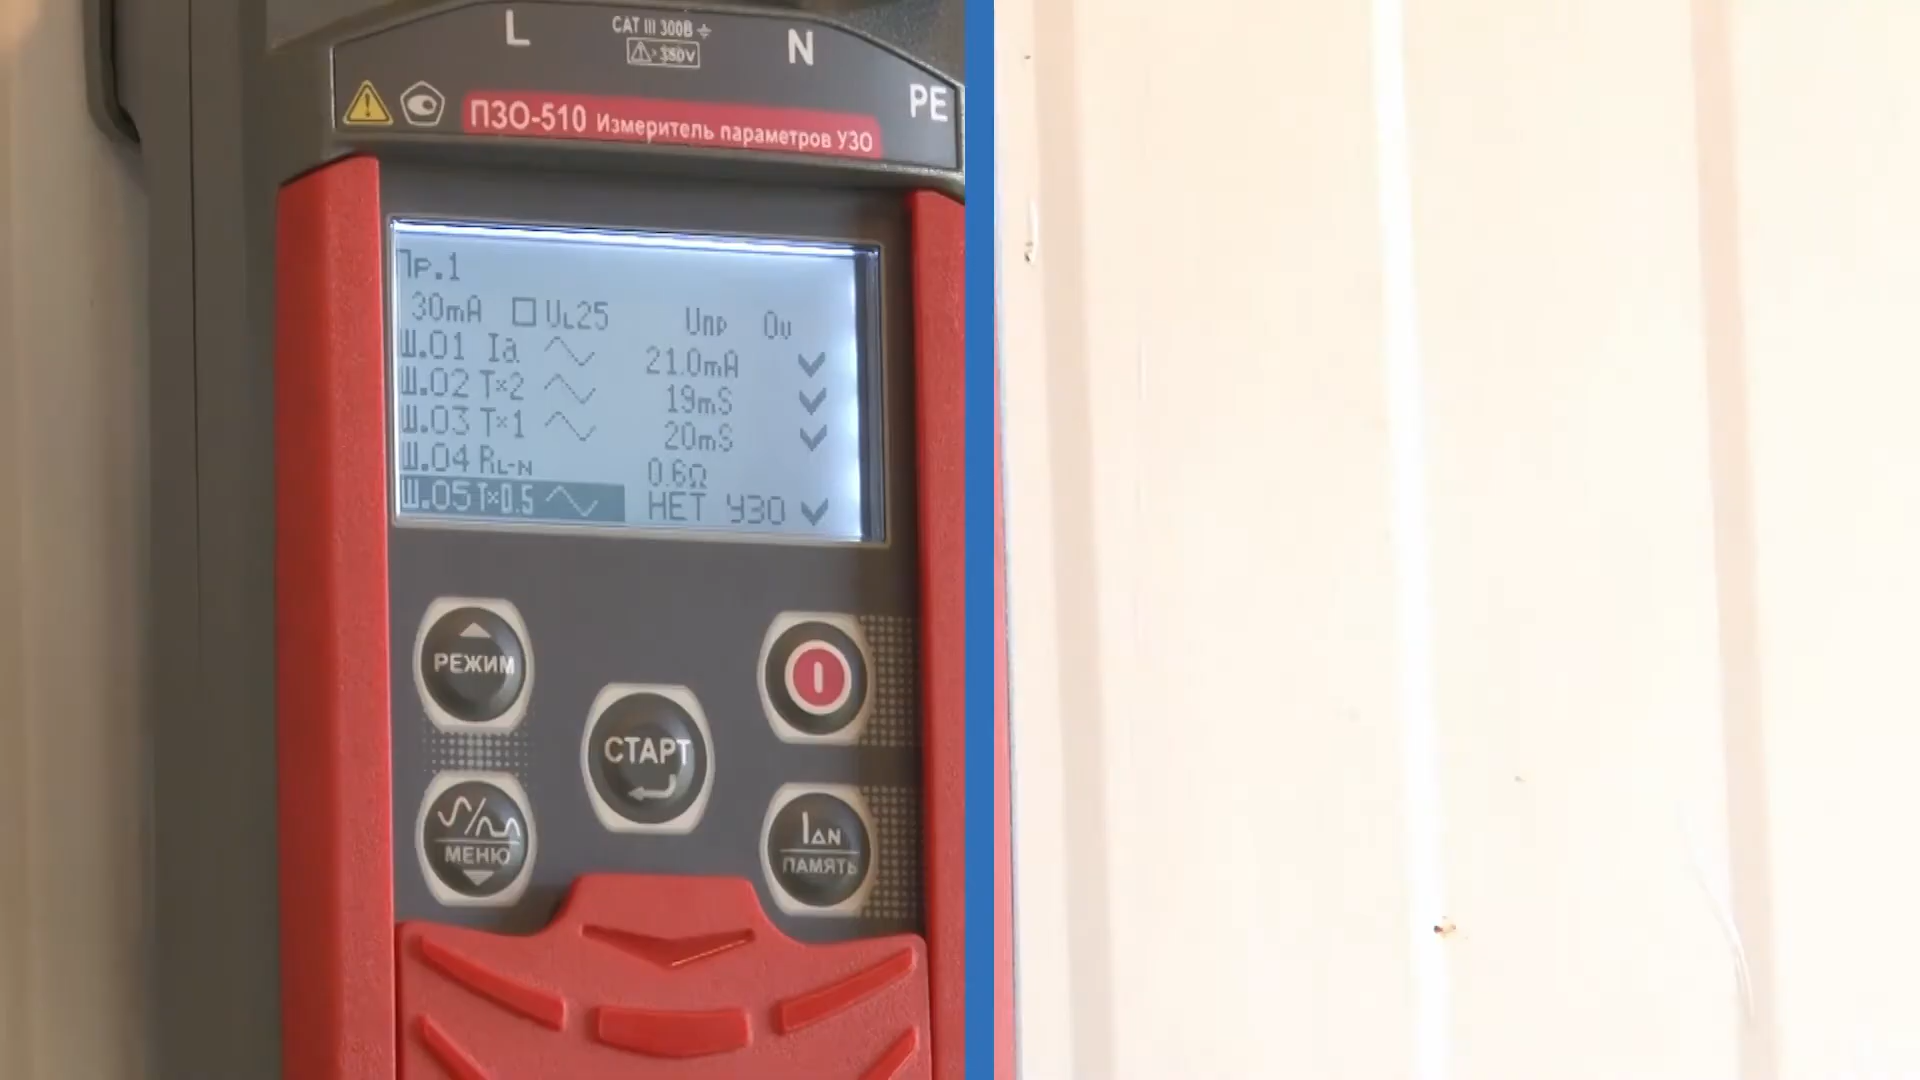 L
CAT III 300В
>350V
N
PE
ПЗО-510 Измеритель параметров УЗО
Пр.1
30mA UL25 Uпр 0v
Ш.01 Ia 21.0mA
Ш.02 T×2 19mS
Ш.03 T×1 20mS
Ш.04 RL-N 0.6Ω
Ш.05 T×0.5 НЕТ УЗО
РЕЖИМ
СТАРТ
МЕНЮ
IΔN
ПАМЯТЬ